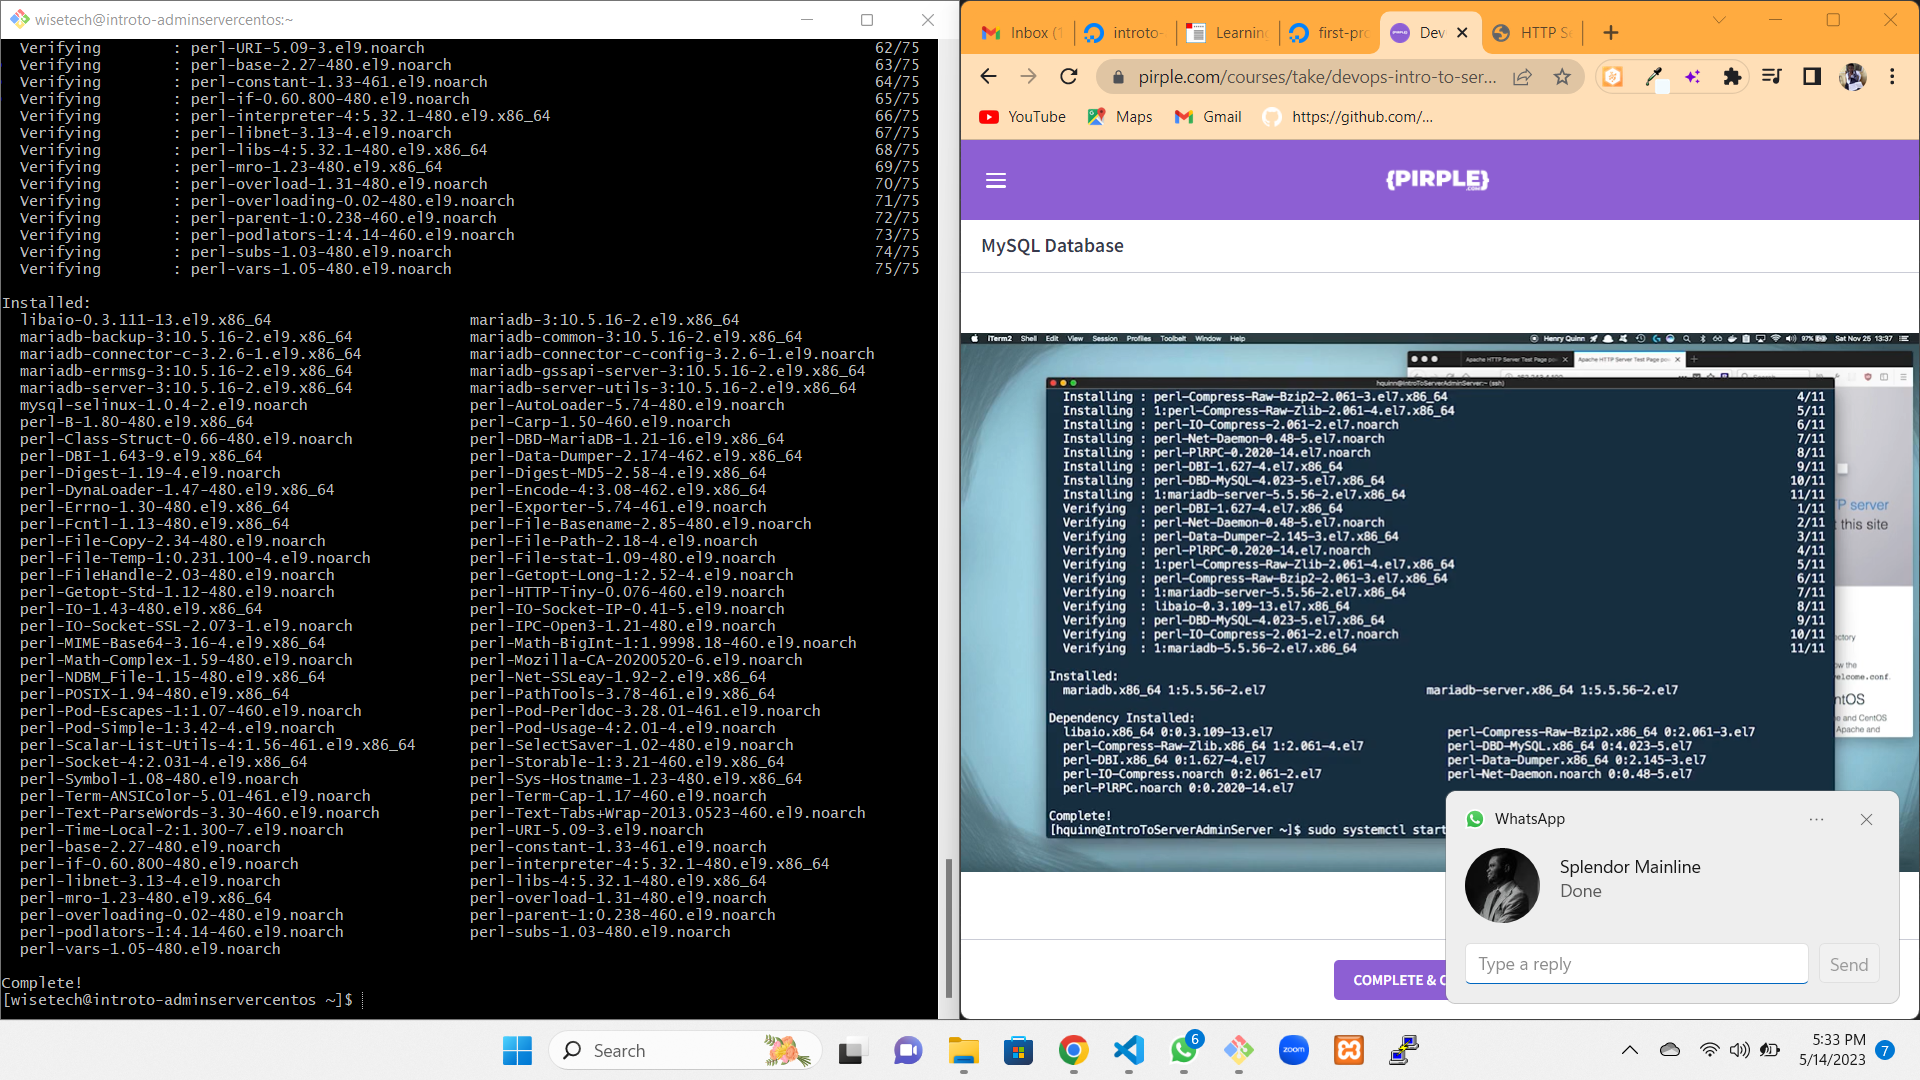 wisetech@introto-adminservercentos:~
Verifying : perl-URI-5.09-3.el9.noarch 62/75
Verifying : perl-base-2.27-480.el9.noarch 63/75
Verifying : perl-constant-1.33-461.el9.noarch 64/75
Verifying : perl-if-0.60.800-480.el9.noarch 65/75
Verifying : perl-interpreter-4:5.32.1-480.el9.x86_64 66/75
Verifying : perl-libnet-3.13-4.el9.noarch 67/75
Verifying : perl-libs-4:5.32.1-480.el9.x86_64 68/75
Verifying : perl-mro-1.23-480.el9.x86_64 69/75
Verifying : perl-overload-1.31-480.el9.noarch 70/75
Verifying : perl-overloading-0.02-480.el9.noarch 71/75
Verifying : perl-parent-1:0.238-460.el9.noarch 72/75
Verifying : perl-podlators-1:4.14-460.el9.noarch 73/75
Verifying : perl-subs-1.03-480.el9.noarch 74/75
Verifying : perl-vars-1.05-480.el9.noarch 75/75
Installed:
libaio-0.3.111-13.el9.x86_64 mariadb-3:10.5.16-2.el9.x86_64
mariadb-backup-3:10.5.16-2.el9.x86_64 mariadb-common-3:10.5.16-2.el9.x86_64
mariadb-connector-c-3.2.6-1.el9.x86_64 mariadb-connector-c-config-3.2.6-1.el9.noarch
mariadb-errmsg-3:10.5.16-2.el9.x86_64 mariadb-gssapi-server-3:10.5.16-2.el9.x86_64
mariadb-server-3:10.5.16-2.el9.x86_64 mariadb-server-utils-3:10.5.16-2.el9.x86_64
mysql-selinux-1.0.4-2.el9.noarch perl-AutoLoader-5.74-480.el9.noarch
perl-B-1.80-480.el9.x86_64 perl-Carp-1.50-460.el9.noarch
perl-Class-Struct-0.66-480.el9.noarch perl-DBD-MariaDB-1.21-16.el9.x86_64
perl-DBI-1.643-9.el9.x86_64 perl-Data-Dumper-2.174-462.el9.x86_64
perl-Digest-1.19-4.el9.noarch perl-Digest-MD5-2.58-4.el9.x86_64
perl-DynaLoader-1.47-480.el9.x86_64 perl-Encode-4:3.08-462.el9.x86_64
perl-Errno-1.30-480.el9.x86_64 perl-Exporter-5.74-461.el9.noarch
perl-Fcntl-1.13-480.el9.x86_64 perl-File-Basename-2.85-480.el9.noarch
perl-File-Copy-2.34-480.el9.noarch perl-File-Path-2.18-4.el9.noarch
perl-File-Temp-1:0.231.100-4.el9.noarch perl-File-stat-1.09-480.el9.noarch
perl-FileHandle-2.03-480.el9.noarch perl-Getopt-Long-1:2.52-4.el9.noarch
perl-Getopt-Std-1.12-480.el9.noarch perl-HTTP-Tiny-0.076-460.el9.noarch
perl-IO-1.43-480.el9.x86_64 perl-IO-Socket-IP-0.41-5.el9.noarch
perl-IO-Socket-SSL-2.073-1.el9.noarch perl-IPC-Open3-1.21-480.el9.noarch
perl-MIME-Base64-3.16-4.el9.x86_64 perl-Math-BigInt-1:1.9998.18-460.el9.noarch
perl-Math-Complex-1.59-480.el9.noarch perl-Mozilla-CA-20200520-6.el9.noarch
perl-NDBM_File-1.15-480.el9.x86_64 perl-Net-SSLeay-1.92-2.el9.x86_64
perl-POSIX-1.94-480.el9.x86_64 perl-PathTools-3.78-461.el9.x86_64
perl-Pod-Escapes-1:1.07-460.el9.noarch perl-Pod-Perldoc-3.28.01-461.el9.noarch
perl-Pod-Simple-1:3.42-4.el9.noarch perl-Pod-Usage-4:2.01-4.el9.noarch
perl-Scalar-List-Utils-4:1.56-461.el9.x86_64 perl-SelectSaver-1.02-480.el9.noarch
perl-Socket-4:2.031-4.el9.x86_64 perl-Storable-1:3.21-460.el9.x86_64
perl-Symbol-1.08-480.el9.noarch perl-Sys-Hostname-1.23-480.el9.x86_64
perl-Term-ANSIColor-5.01-461.el9.noarch perl-Term-Cap-1.17-460.el9.noarch
perl-Text-ParseWords-3.30-460.el9.noarch perl-Text-Tabs+Wrap-2013.0523-460.el9.noarch
perl-Time-Local-2:1.300-7.el9.noarch perl-URI-5.09-3.el9.noarch
perl-base-2.27-480.el9.noarch perl-constant-1.33-461.el9.noarch
perl-if-0.60.800-480.el9.noarch perl-interpreter-4:5.32.1-480.el9.x86_64
perl-libnet-3.13-4.el9.noarch perl-libs-4:5.32.1-480.el9.x86_64
perl-mro-1.23-480.el9.x86_64 perl-overload-1.31-480.el9.noarch
perl-overloading-0.02-480.el9.noarch perl-parent-1:0.238-460.el9.noarch
perl-podlators-1:4.14-460.el9.noarch perl-subs-1.03-480.el9.noarch
perl-vars-1.05-480.el9.noarch
Complete!
[wisetech@introto-adminservercentos ~]$
Inbox (1 introto- Learning first-pro Dev HTTP Se
pirple.com/courses/take/devops-intro-to-ser...
YouTube Maps Gmail https://github.com/...
{PIRPLE}
.COM
MySQL Database
iTerm2 Shell Edit View Session Profiles Toolbelt Window Help Henry Quinn 97% Sat Nov 25 13:37
Apache HTTP Server Test Page Apache HTTP Server Test Page
hquinn@IntroToServerAdminServer:~ (ssh)
Installing : perl-Compress-Raw-Bzip2-2.061-3.el7.x86_64 4/11
Installing : 1:perl-Compress-Raw-Zlib-2.061-4.el7.x86_64 5/11
Installing : perl-IO-Compress-2.061-2.el7.noarch 6/11
Installing : perl-Net-Daemon-0.48-5.el7.noarch 7/11
Installing : perl-PlRPC-0.2020-14.el7.noarch 8/11
Installing : perl-DBI-1.627-4.el7.x86_64 9/11
Installing : perl-DBD-MySQL-4.023-5.el7.x86_64 10/11
Installing : 1:mariadb-server-5.5.56-2.el7.x86_64 11/11
Verifying : perl-DBI-1.627-4.el7.x86_64 1/11
Verifying : perl-Net-Daemon-0.48-5.el7.noarch 2/11
Verifying : perl-Data-Dumper-2.145-3.el7.x86_64 3/11
Verifying : perl-PlRPC-0.2020-14.el7.noarch 4/11
Verifying : 1:perl-Compress-Raw-Zlib-2.061-4.el7.x86_64 5/11
Verifying : perl-Compress-Raw-Bzip2-2.061-3.el7.x86_64 6/11
Verifying : 1:mariadb-server-5.5.56-2.el7.x86_64 7/11
Verifying : libaio-0.3.109-13.el7.x86_64 8/11
Verifying : perl-DBD-MySQL-4.023-5.el7.x86_64 9/11
Verifying : perl-IO-Compress-2.061-2.el7.noarch 10/11
Verifying : 1:mariadb-5.5.56-2.el7.x86_64 11/11
TP server
t this site
ectory
ow the
welcome.conf.
ntOS
e and CentOS
Apache and
Installed:
mariadb.x86_64 1:5.5.56-2.el7 mariadb-server.x86_64 1:5.5.56-2.el7
Dependency Installed:
libaio.x86_64 0:0.3.109-13.el7 perl-Compress-Raw-Bzip2.x86_64 0:2.061-3.el7
perl-Compress-Raw-Zlib.x86_64 1:2.061-4.el7 perl-DBD-MySQL.x86_64 0:4.023-5.el7
perl-DBI.x86_64 0:1.627-4.el7 perl-Data-Dumper.x86_64 0:2.145-3.el7
perl-IO-Compress.noarch 0:2.061-2.el7 perl-Net-Daemon.noarch 0:0.48-5.el7
perl-PlRPC.noarch 0:0.2020-14.el7
Complete!
[hquinn@IntroToServerAdminServer ~]$ sudo systemctl start
WhatsApp
Splendor Mainline
Done
Type a reply Send
COMPLETE & C
Search
6
zoom
5:33 PM
5/14/2023
7